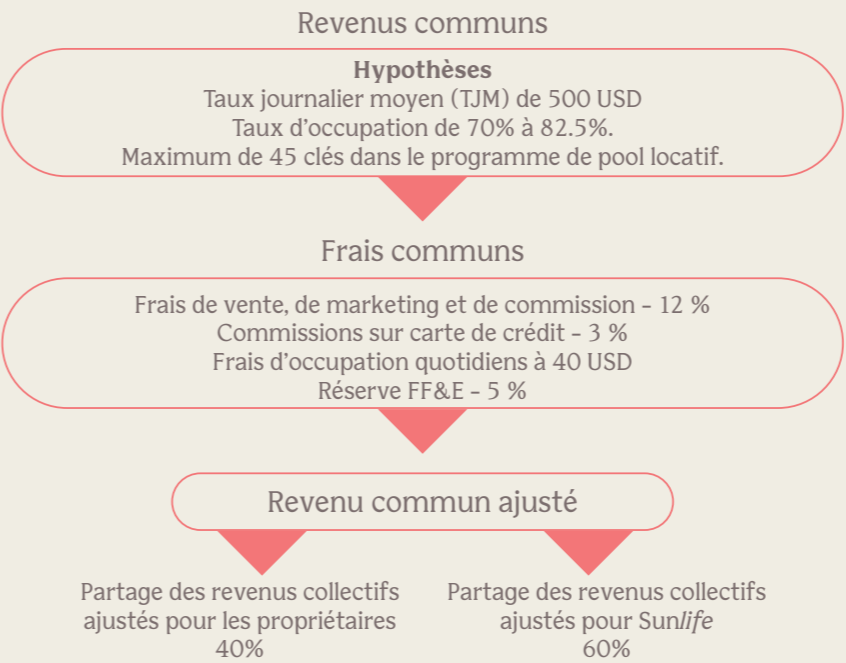 Revenus communs
Hypothèses
Taux journalier moyen (TJM) de 500 USD
Taux d'occupation de 70% à 82.5%.
Maximum de 45 clés dans le programme de pool locatif.
Frais communs
Frais de vente, de marketing et de commission - 12 %
Commissions sur carte de crédit - 3 %
Frais d'occupation quotidiens à 40 USD
Réserve FF&E - 5 %
Revenu commun ajusté
Partage des revenus collectifs
ajustés pour les propriétaires
40%
Partage des revenus collectifs
ajustés pour Sunlife
60%